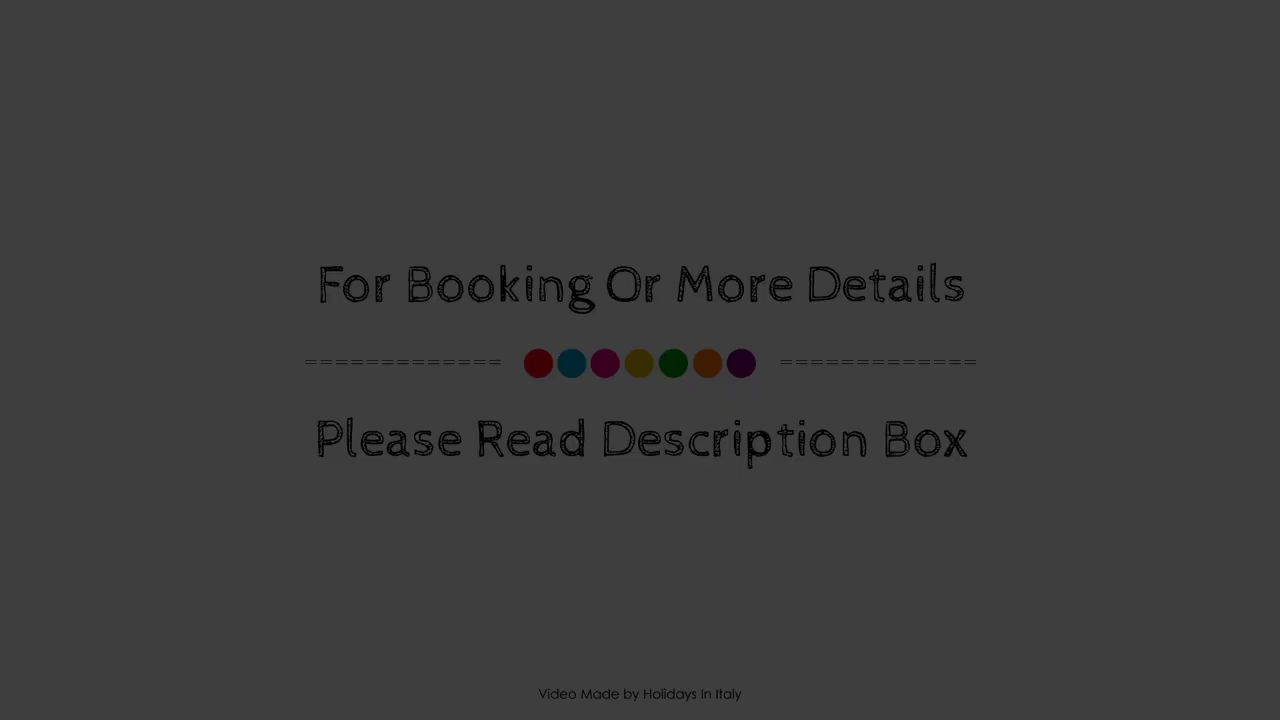 For Booking Or More Details
============= =============
Please Read Description Box
Video Made by Holidays In Italy